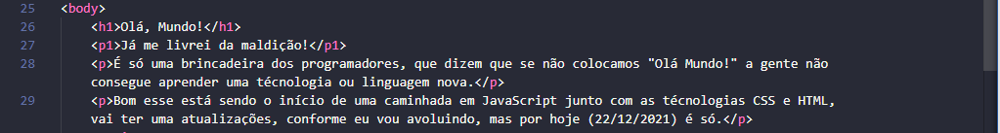 25 <body>
26 <h1>Olá, Mundo!</h1>
27 <p1>Já me livrei da maldição!</p1>
28 <p>É só uma brincadeira dos programadores, que dizem que se não colocamos "Olá Mundo!" a gente não
consegue aprender uma técnologia ou linguagem nova.</p>
29 <p>Bom esse está sendo o início de uma caminhada em JavaScript junto com as técnologias CSS e HTML,
vai ter uma atualizações, conforme eu vou avoluindo, mas por hoje (22/12/2021) é só.</p>